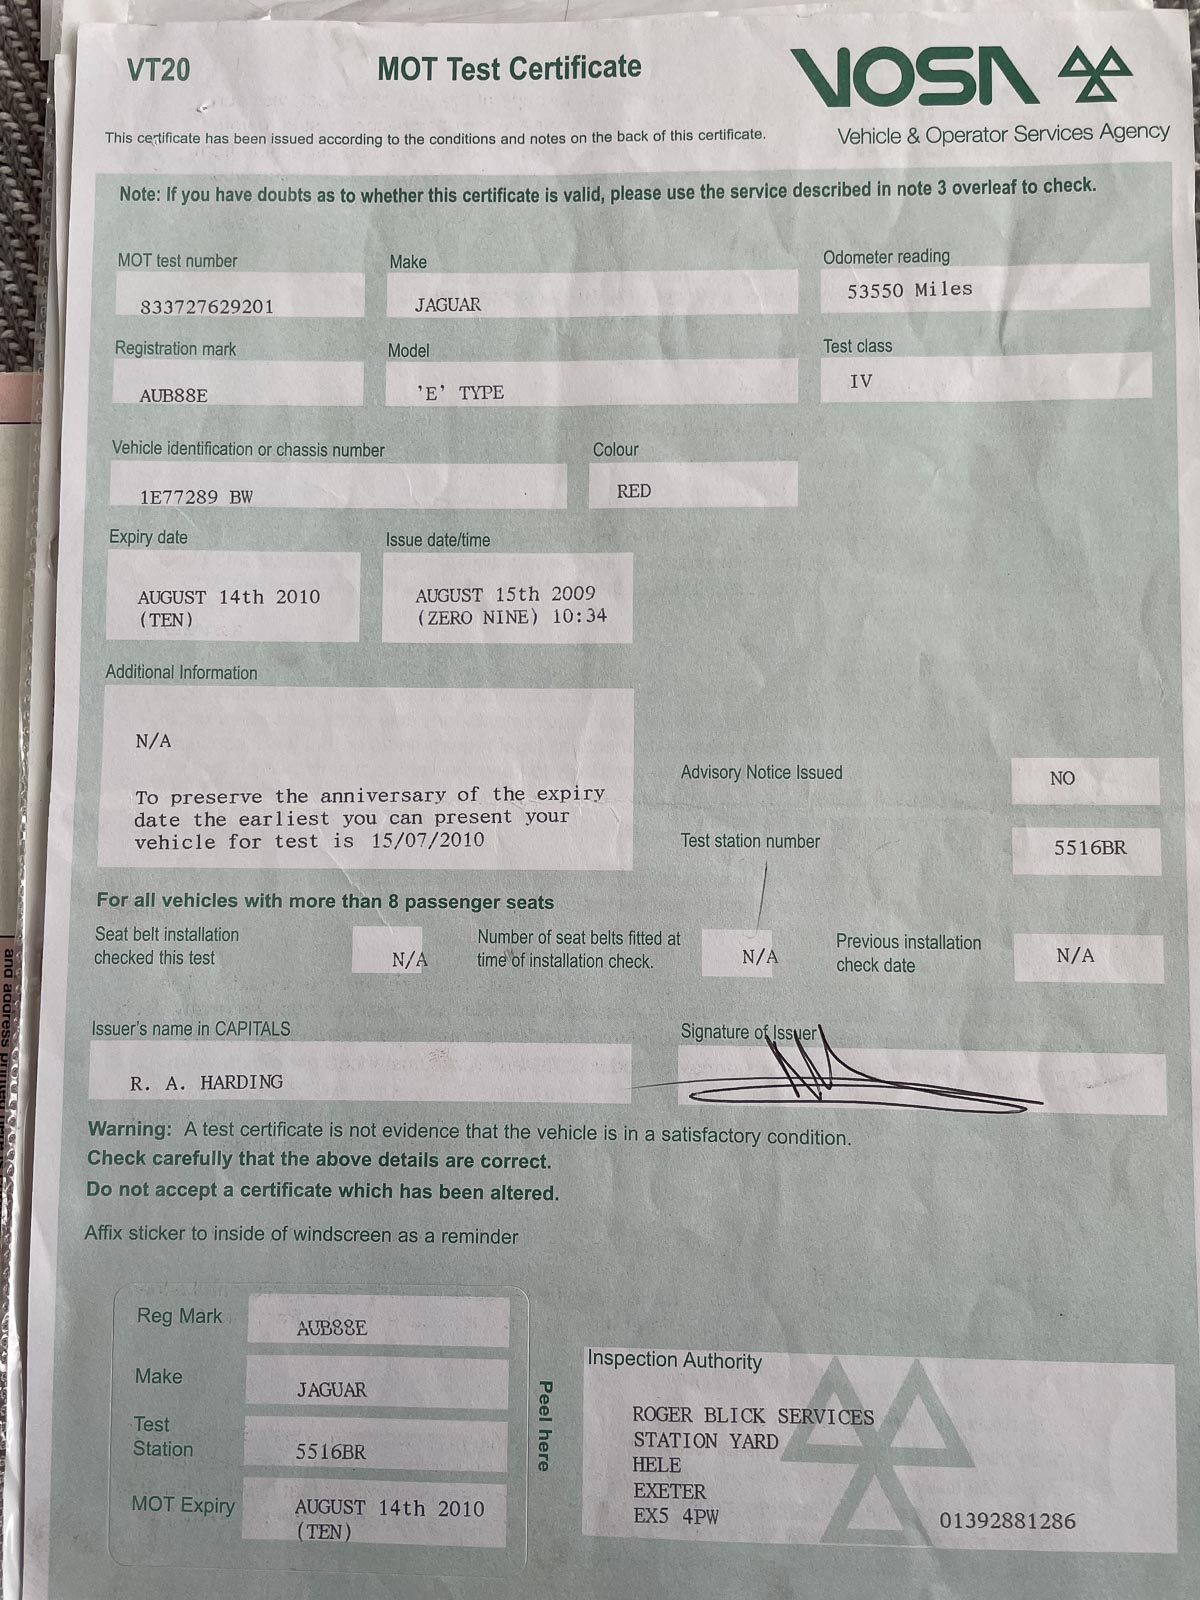 VT20
MOT Test Certificate
VOSA
Vehicle & Operator Services Agency
This certificate has been issued according to the conditions and notes on the back of this certificate.
Note: If you have doubts as to whether this certificate is valid, please use the service described in note 3 overleaf to check.
MOT test number
833727629201
Make
JAGUAR
Odometer reading
53550 Miles
Registration mark
AUB88E
Model
'E' TYPE
Test class
IV
Vehicle identification or chassis number
1E77289 BW
Colour
RED
Expiry date
AUGUST 14th 2010
(TEN)
Issue date/time
AUGUST 15th 2009
(ZERO NINE) 10:34
Additional Information
N/A
To preserve the anniversary of the expiry
date the earliest you can present your
vehicle for test is 15/07/2010
Advisory Notice Issued
NO
Test station number
5516BR
For all vehicles with more than 8 passenger seats
Seat belt installation
checked this test
N/A
Number of seat belts fitted at
time of installation check.
N/A
Previous installation
check date
N/A
Issuer's name in CAPITALS
R. A. HARDING
Signature of Issuer
Warning: A test certificate is not evidence that the vehicle is in a satisfactory condition.
Check carefully that the above details are correct.
Do not accept a certificate which has been altered.
Affix sticker to inside of windscreen as a reminder
Reg Mark
AUB88E
Make
JAGUAR
Test
Station
5516BR
MOT Expiry
AUGUST 14th 2010
(TEN)
Peel here
Inspection Authority
ROGER BLICK SERVICES
STATION YARD
HELE
EXETER
EX5 4PW
01392881286
and address